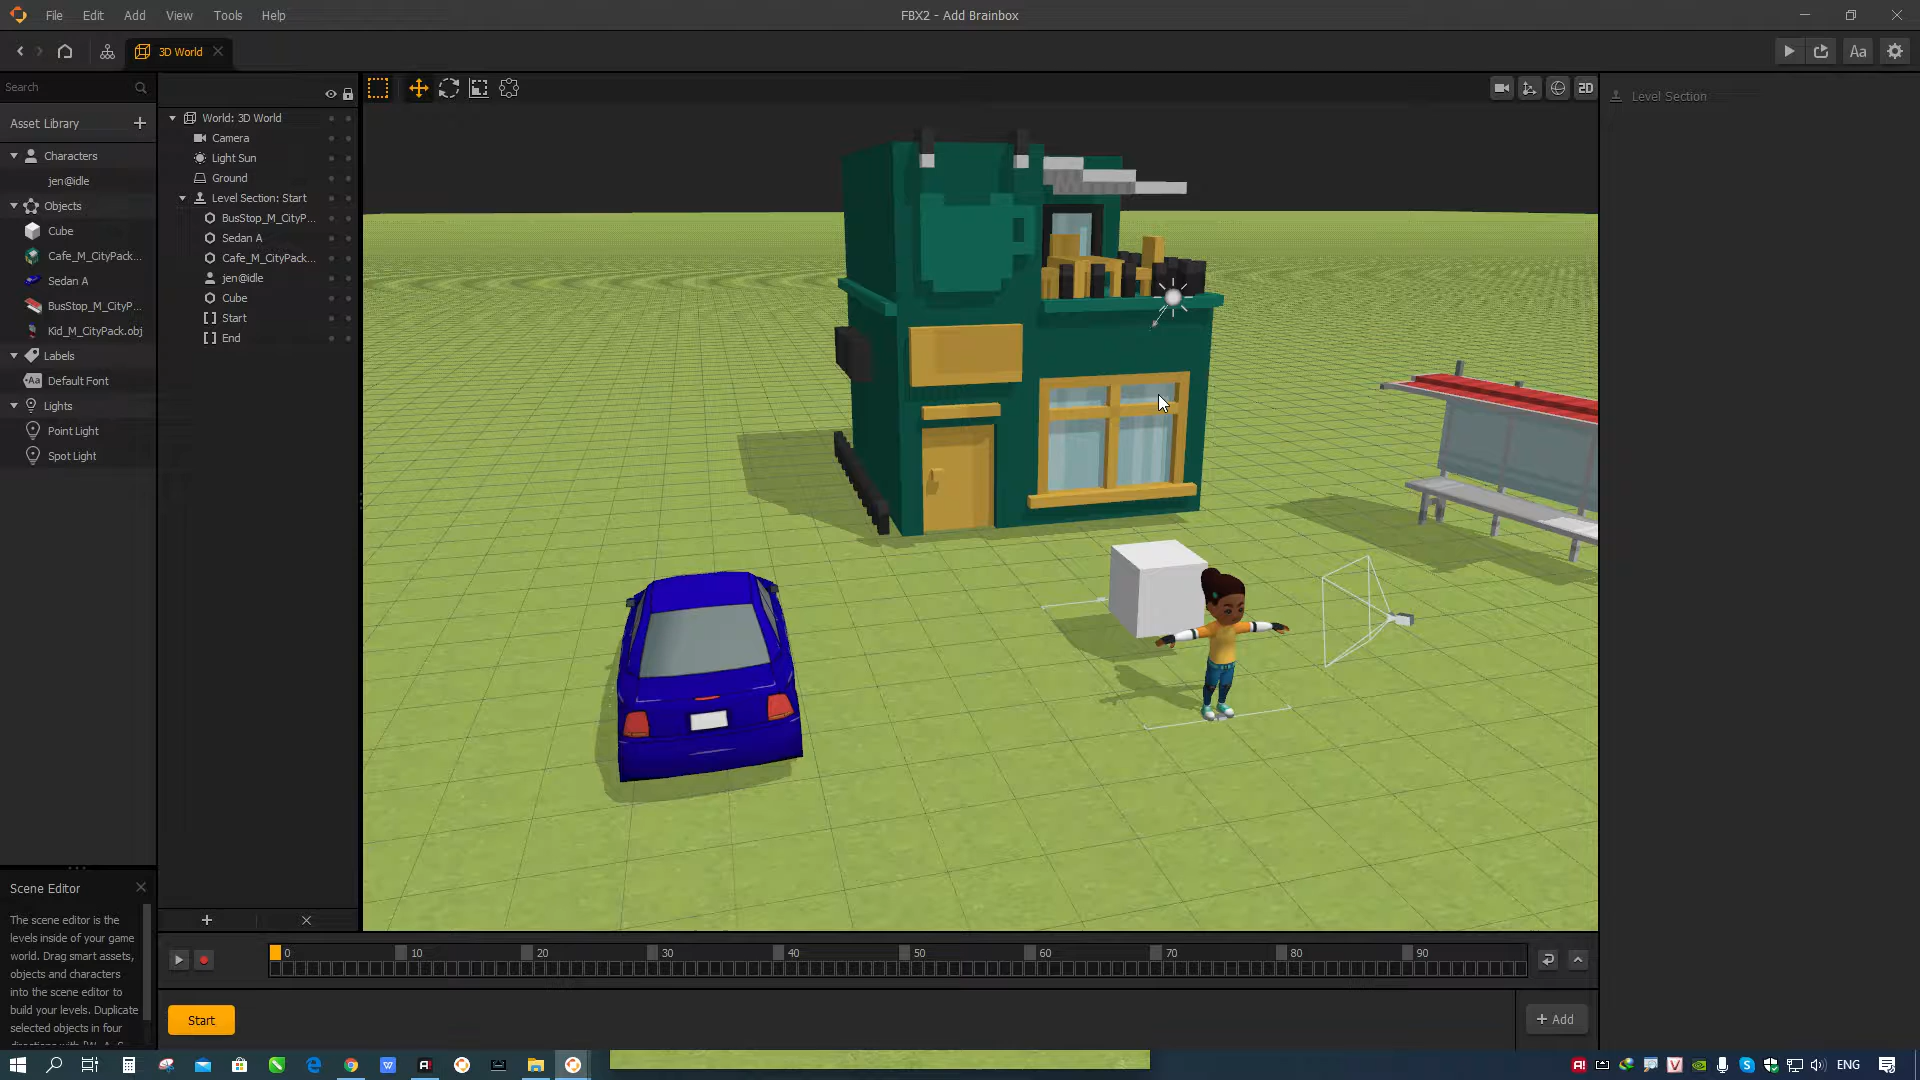 File Edit Add View Tools Help
FBX2 - Add Brainbox
3D World
Aa
Search
Asset Library
Characters
jen@idle
Objects
Cube
Cafe_M_CityPack...
Sedan A
BusStop_M_CityP...
Kid_M_CityPack.obj
Labels
Aa Default Font
Lights
Point Light
Spot Light
World: 3D World
Camera
Light Sun
Ground
Level Section: Start
BusStop_M_CityP...
Sedan A
Cafe_M_CityPack...
jen@idle
Cube
Start
End
2D
Level Section
Scene Editor
The scene editor is the
levels inside of your game
world. Drag smart assets,
objects and characters
into the scene editor to
build your levels. Duplicate
selected objects in four
0 10 20 30 40 50 60 70 80 90
Start
+ Add
ENG